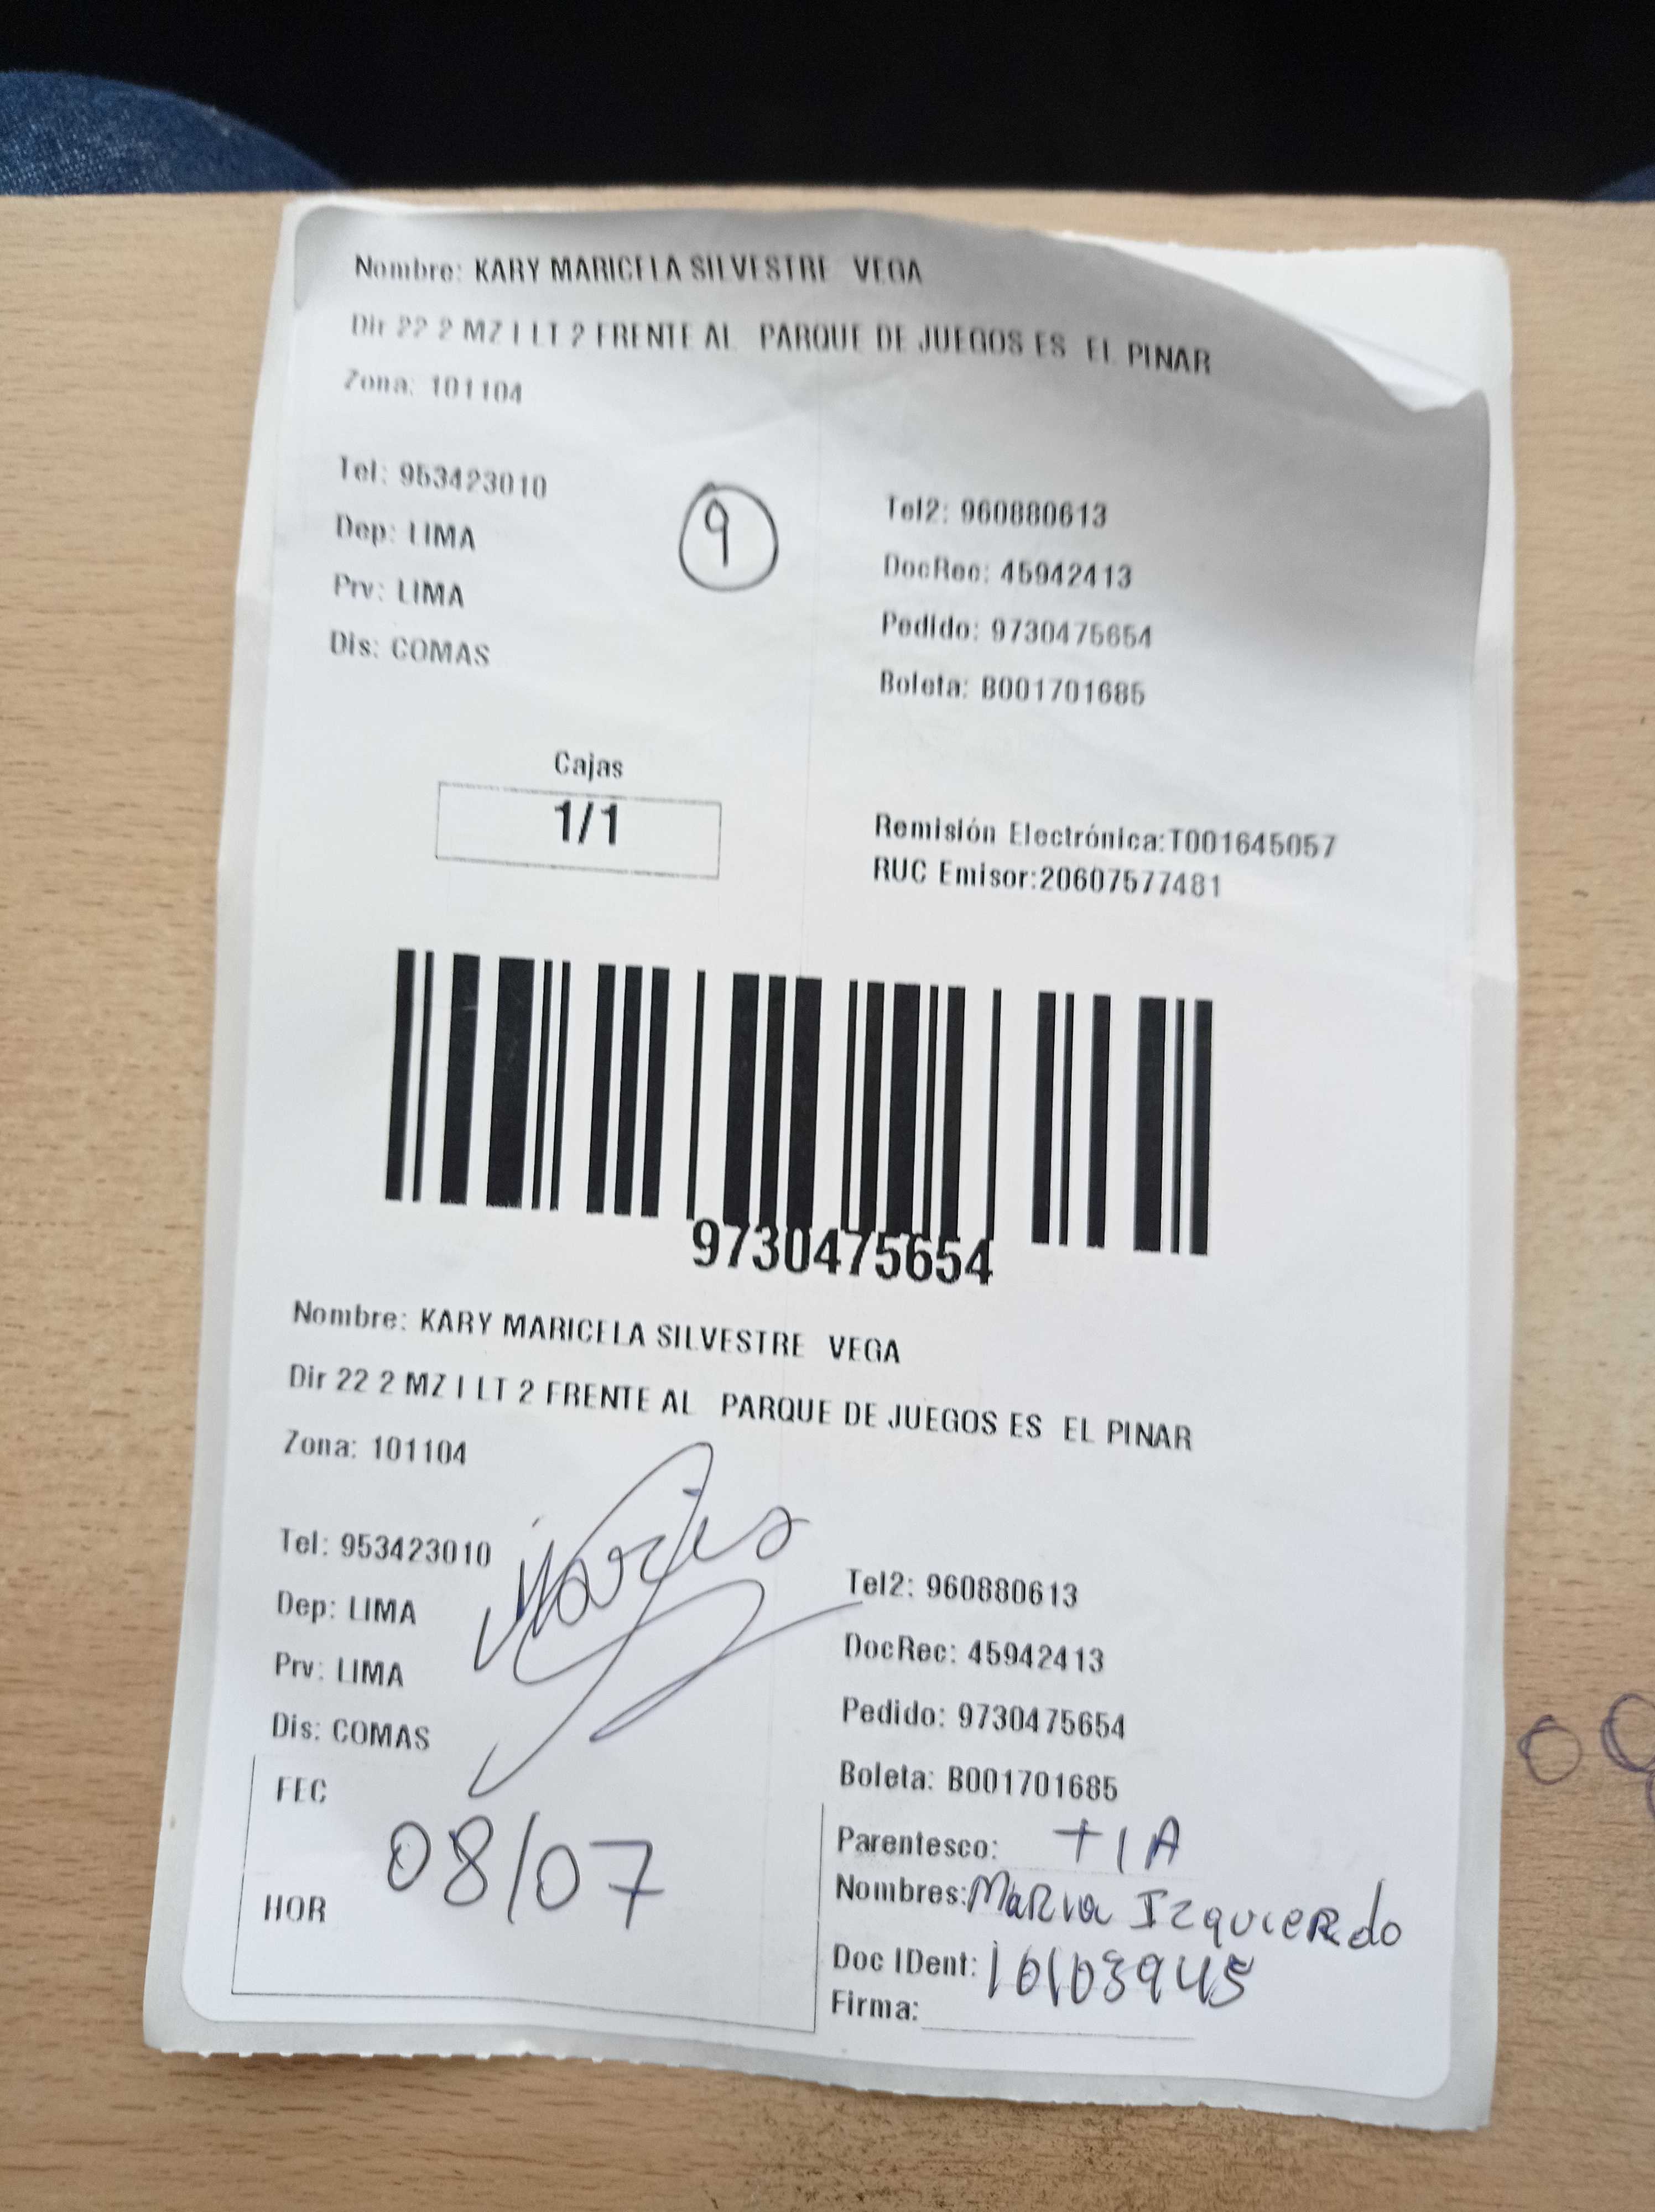 Nombre: KARY MARICELA SILVESTRE VEGA
Dir 22 2 MZ I LT 2 FRENTE AL PARQUE DE JUEGOS ES EL PINAR
Zona: 101104
Tel: 953423010
Tel2: 960880613
9
Dep: LIMA
DocRec: 45942413
Prv: LIMA
Pedido: 9730475654
Dis: COMAS
Boleta: B001701685
Cajas
1/1
Remisión Electrónica:T001645057
RUC Emisor:20607577481
9730475654
Nombre: KARY MARICELA SILVESTRE VEGA
Dir 22 2 MZ I LT 2 FRENTE AL PARQUE DE JUEGOS ES EL PINAR
Zona: 101104
Tel: 953423010
Tel2: 960880613
Dep: LIMA
DocRec: 45942413
Prv: LIMA
Pedido: 9730475654
Dis: COMAS
Boleta: B001701685
FEC
08/07
HOR
Parentesco: TIA
Nombres: MaRia IzquieRdo
Doc IDent: 10103945
Firma: